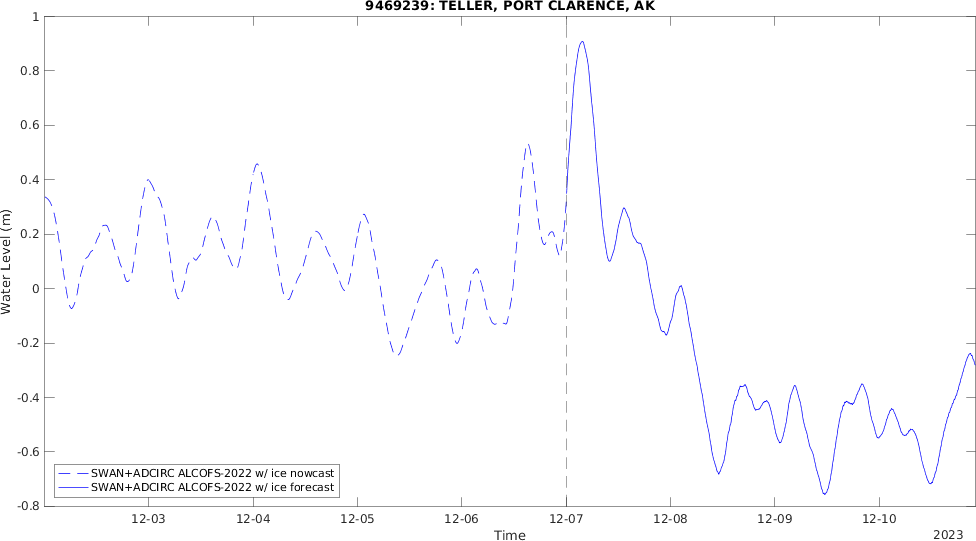 9469239: TELLER, PORT CLARENCE, AK
1
0.8
0.6
0.4
0.2
0
-0.2
-0.4
-0.6
-0.8
Water Level (m)
SWAN+ADCIRC ALCOFS-2022 w/ ice nowcast
SWAN+ADCIRC ALCOFS-2022 w/ ice forecast
12-03 12-04 12-05 12-06 12-07 12-08 12-09 12-10
Time
2023